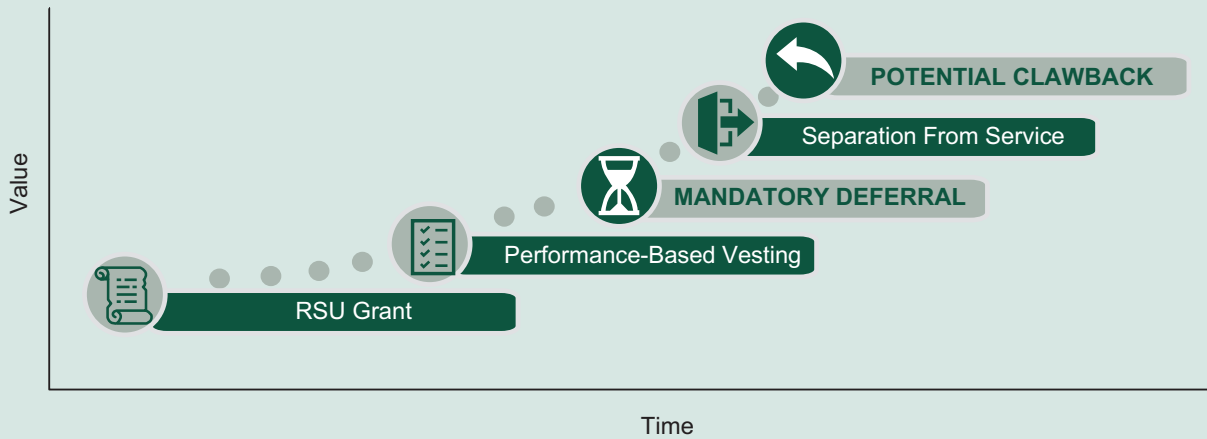 POTENTIAL CLAWBACK
Separation From Service
MANDATORY DEFERRAL
Performance-Based Vesting
RSU Grant
Value
Time